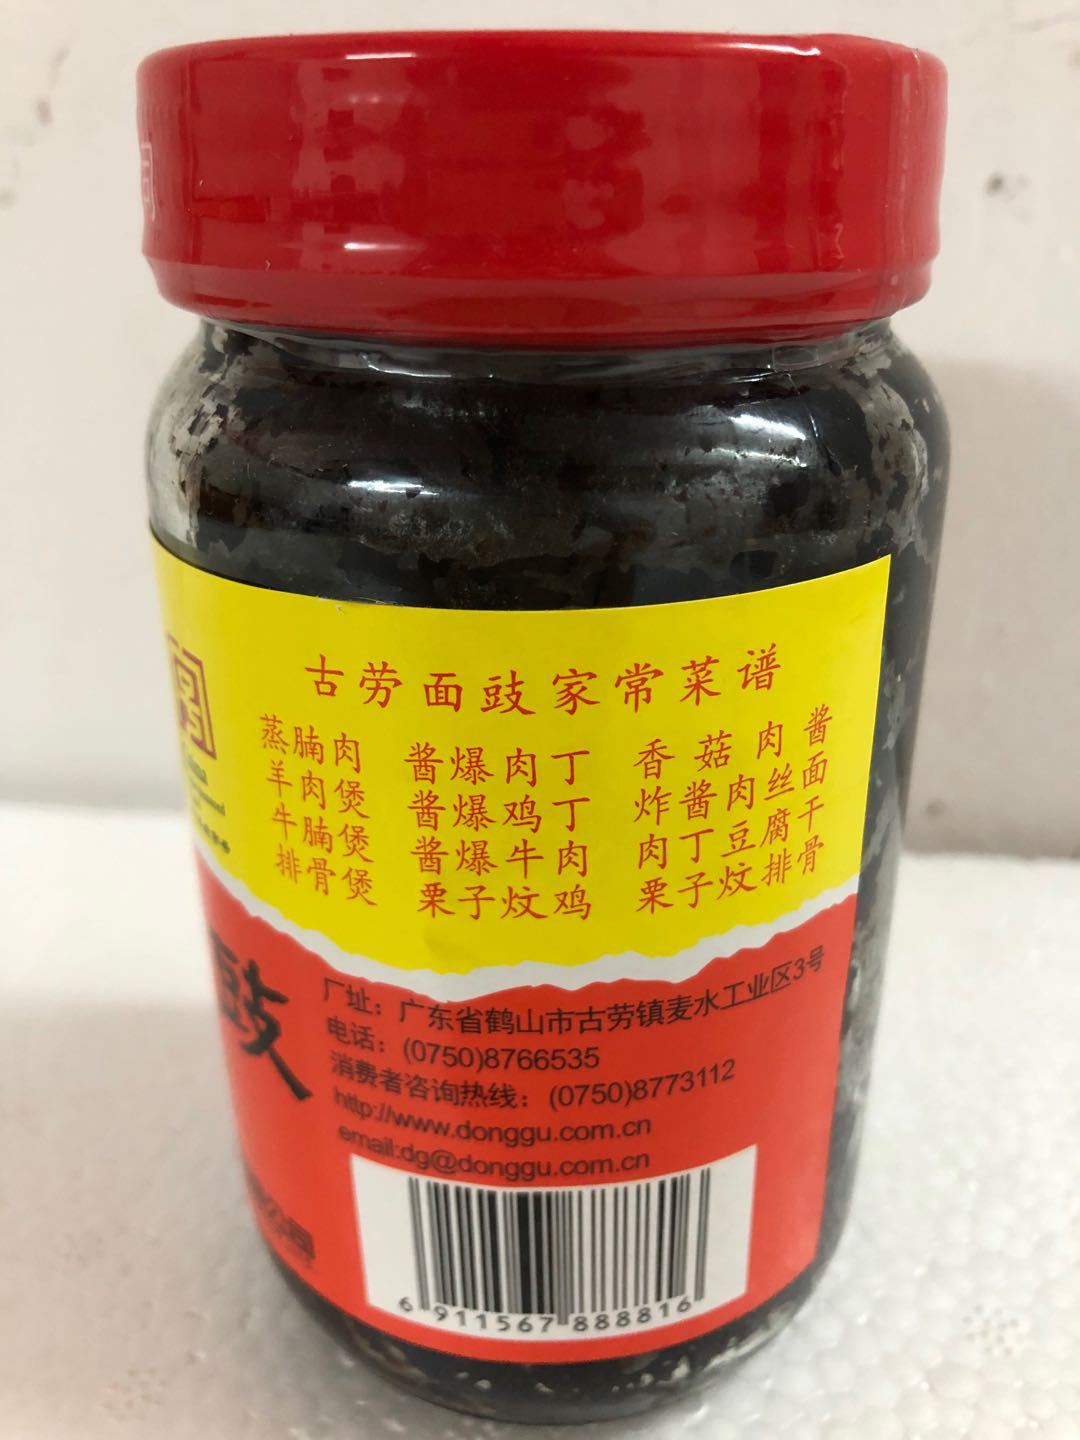 古劳面豉家常菜谱
蒸腩肉 酱爆肉丁 香菇肉酱
羊肉煲 酱爆鸡丁 炸酱肉丝面
牛腩煲 酱爆牛肉 肉丁豆腐干
排骨煲 栗子炆鸡 栗子炆排骨
豉
厂址：广东省鹤山市古劳镇麦水工业区3号
电话：(0750)8766535
消费者咨询热线：(0750)8773112
http://www.donggu.com.cn
email:dg@donggu.com.cn
6 911567 888816